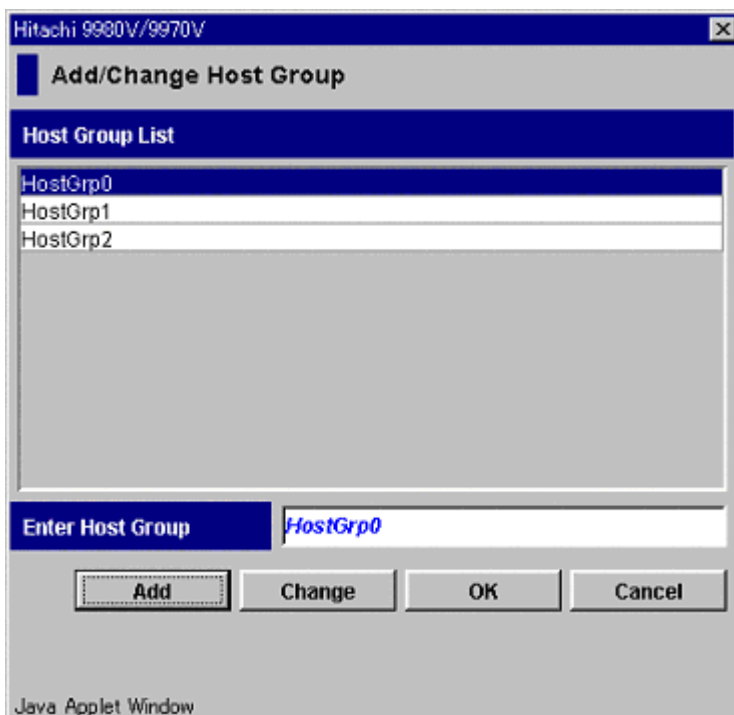 Hitachi 9980V/9970V
Add/Change Host Group
Host Group List
HostGrp0
HostGrp1
HostGrp2
Enter Host Group HostGrp0
Add Change OK Cancel
Java Applet Window